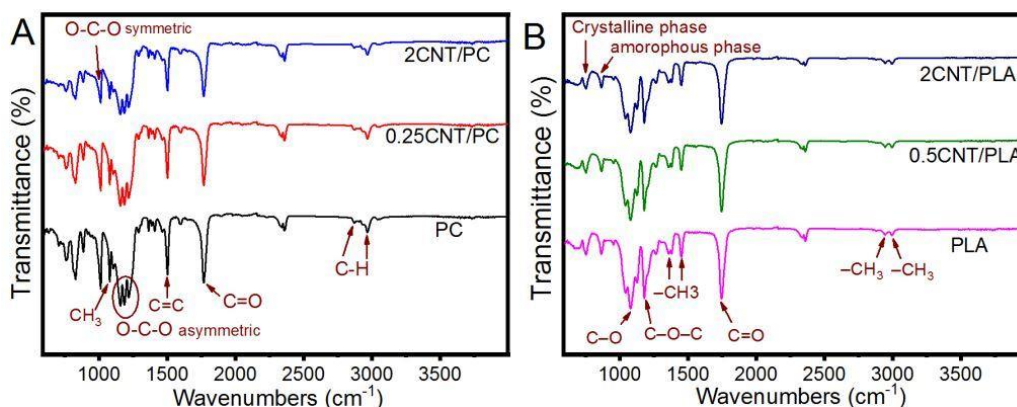 A
O-C-O symmetric
2CNT/PC
0.25CNT/PC
PC
C-H
CH3
C=C
C=O
O-C-O asymmetric
Transmittance (%)
1000 1500 2000 2500 3000 3500
Wavenumbers (cm-1)
B
Crystalline phase
amorophous phase
2CNT/PLA
0.5CNT/PLA
PLA
–CH3
–CH3 –CH3
C–O
C–O–C
C=O
Transmittance (%)
1000 1500 2000 2500 3000 3500
Wavenumbers (cm-1)